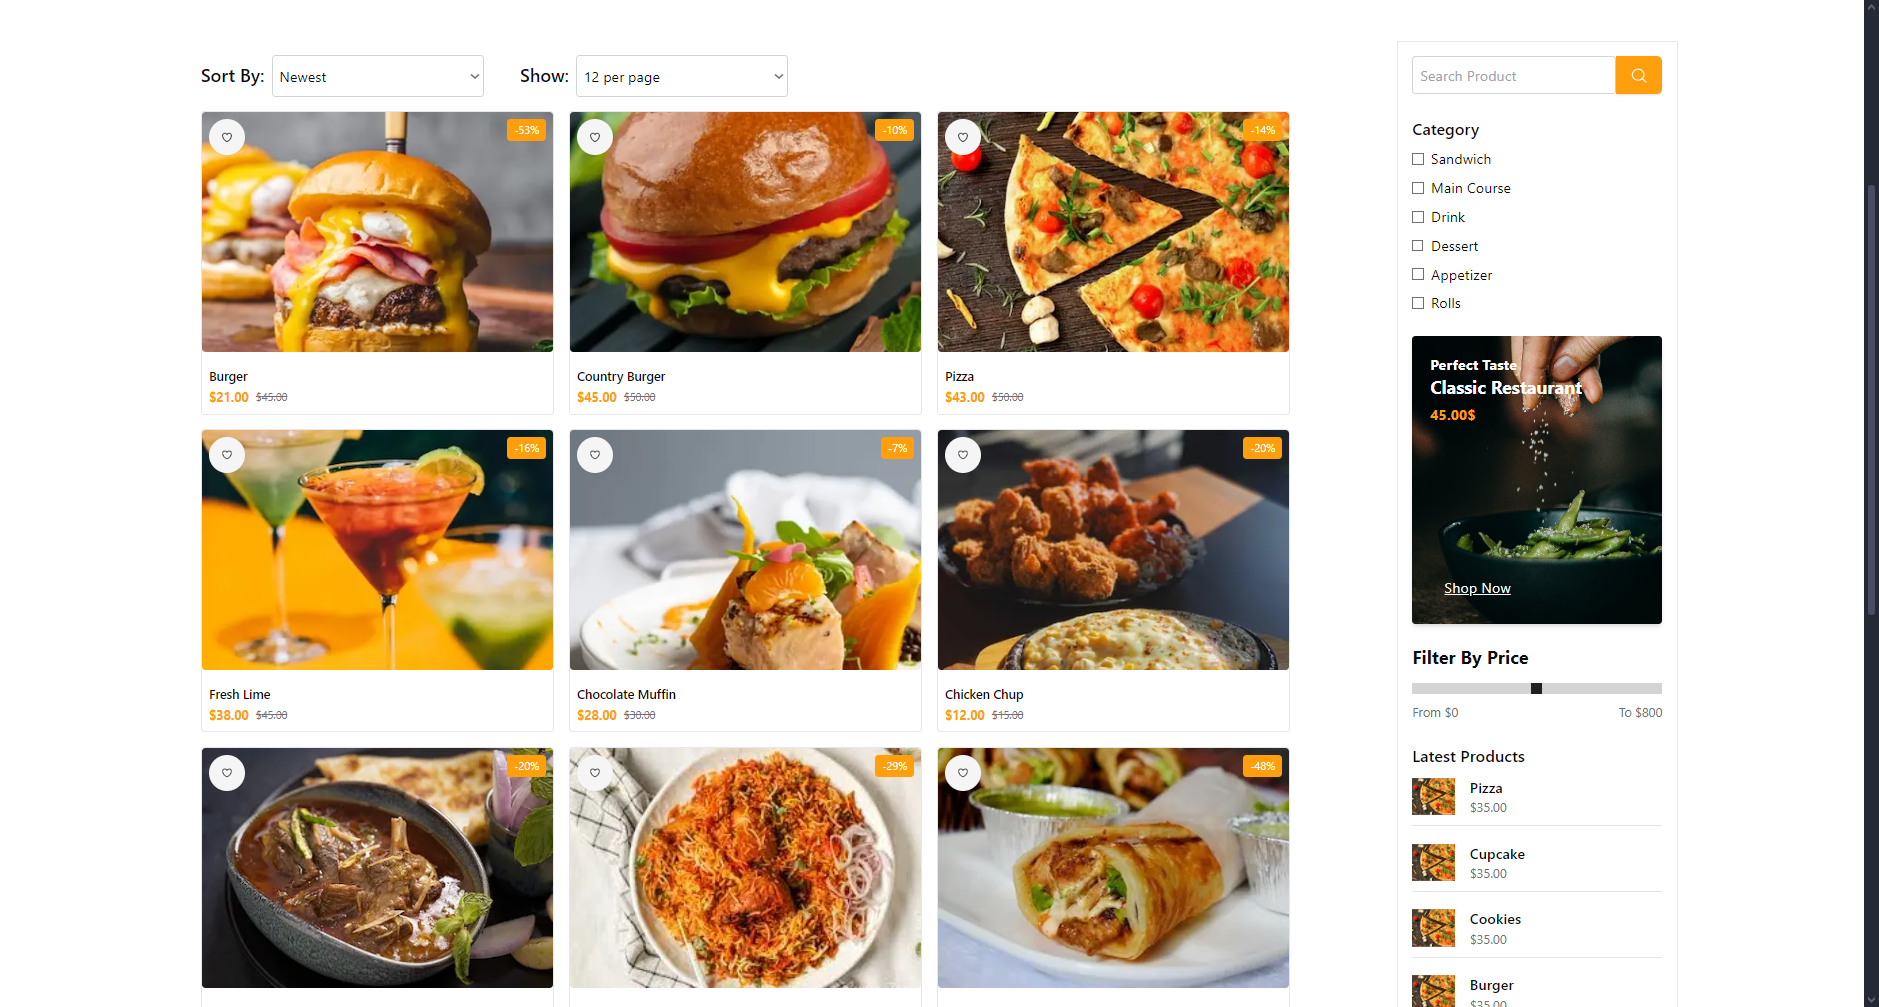 Sort By: Newest
Show: 12 per page
-53%
-10%
-14%
Burger
$21.00 $45.00
Country Burger
$45.00 $50.00
Pizza
$43.00 $50.00
-16%
-7%
-20%
Fresh Lime
$38.00 $45.00
Chocolate Muffin
$28.00 $30.00
Chicken Chup
$12.00 $15.00
-20%
-29%
-48%
Search Product
Category
Sandwich
Main Course
Drink
Dessert
Appetizer
Rolls
Perfect Taste
Classic Restaurant
45.00$
Shop Now
Filter By Price
From $0 To $800
Latest Products
Pizza
$35.00
Cupcake
$35.00
Cookies
$35.00
Burger
$35.00